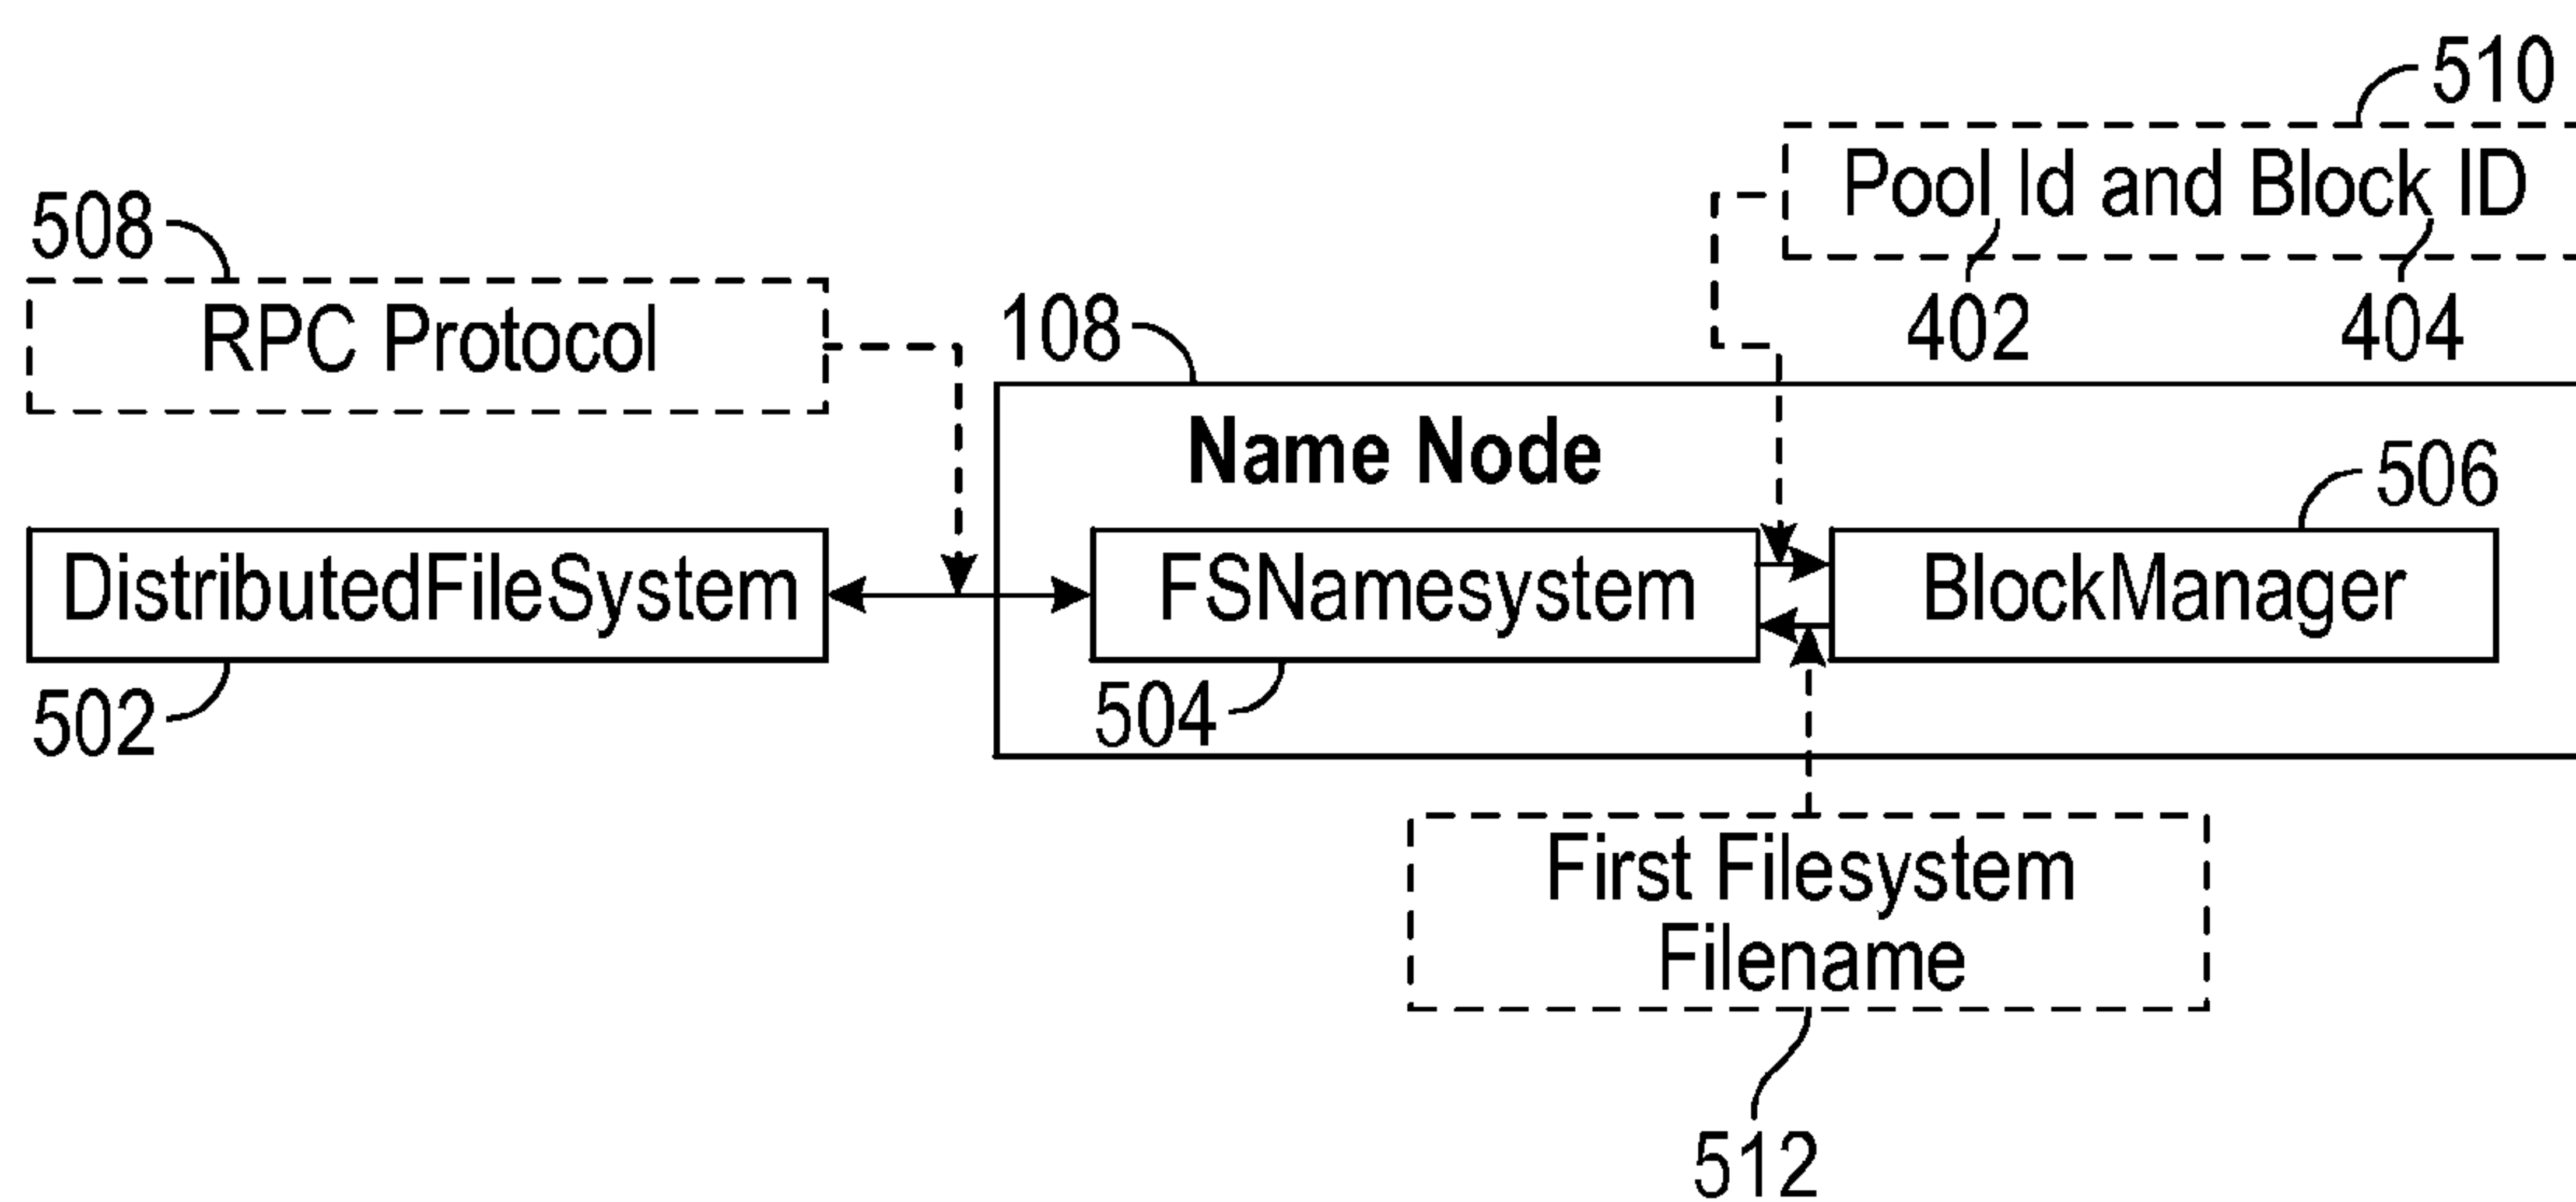 510
Pool Id and Block ID
402
404
508
RPC Protocol
108
Name Node
506
DistributedFileSystem
FSNamesystem
BlockManager
502
504
First Filesystem
Filename
512